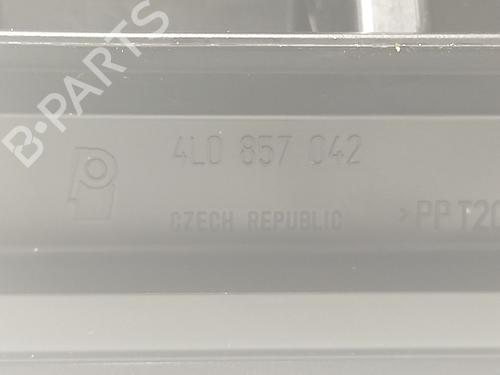 B-PARTS
4L0 857 042
CZECH REPUBLIC
>PP T20